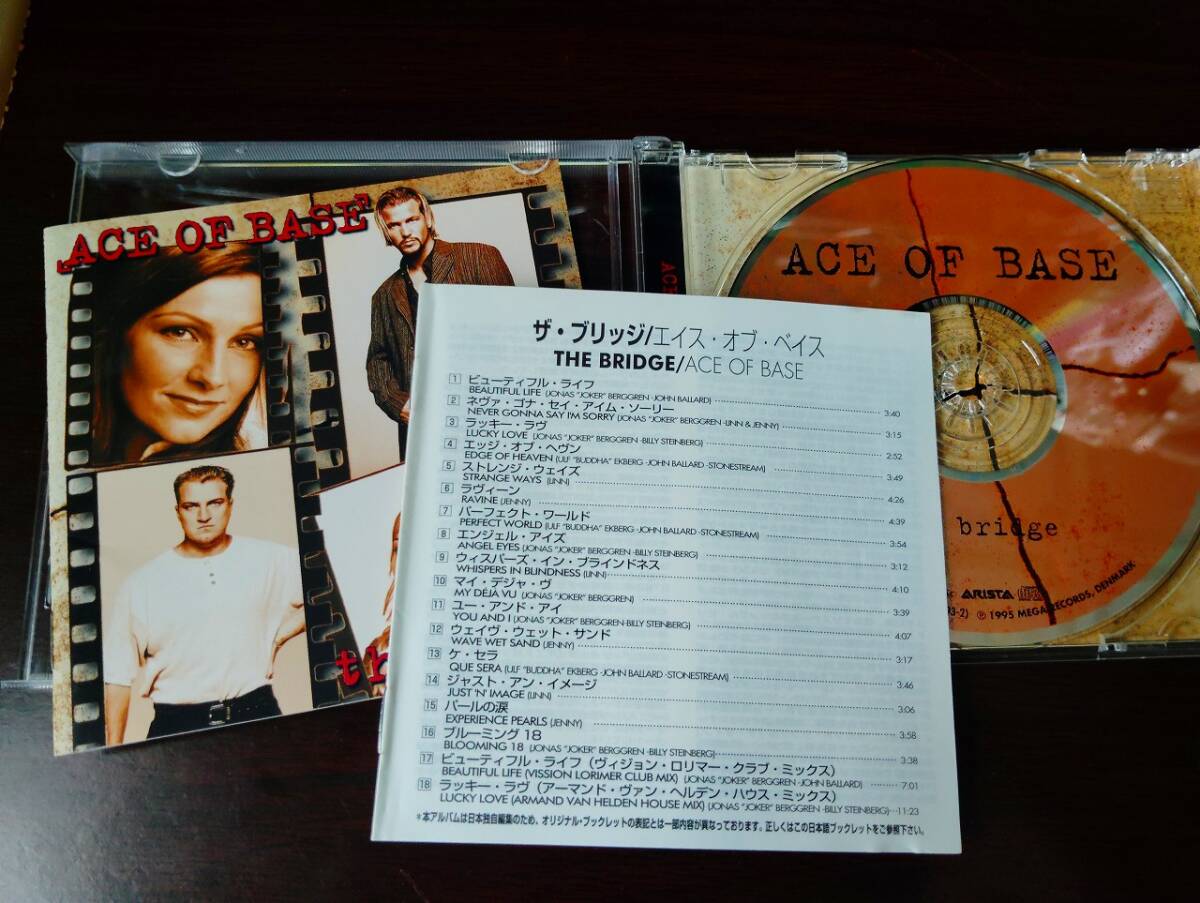 ACE OF BASE
th
ACE OF BASE
bridge
ARISTA
93-2) ℗ 1995 MEGA RECORDS, DENMARK
ザ・ブリッジ/エイス・オブ・ベイス
THE BRIDGE/ACE OF BASE
1 ビューティフル・ライフ
BEAUTIFUL LIFE (JONAS "JOKER" BERGGREN -JOHN BALLARD) 3:40
2 ネヴァ・ゴナ・セイ・アイム・ソーリー
NEVER GONNA SAY I'M SORRY (JONAS "JOKER" BERGGREN -LINN & JENNY) 3:15
3 ラッキー・ラヴ
LUCKY LOVE (JONAS "JOKER" BERGGREN -BILLY STEINBERG) 2:52
4 エッジ・オブ・ヘヴン
EDGE OF HEAVEN (ULF "BUDDHA" EKBERG -JOHN BALLARD -STONESTREAM) 3:49
5 ストレンジ・ウェイズ
STRANGE WAYS (LINN) 4:26
6 ラヴィーン
RAVINE (JENNY) 4:39
7 パーフェクト・ワールド
PERFECT WORLD (ULF "BUDDHA" EKBERG -JOHN BALLARD -STONESTREAM) 3:54
8 エンジェル・アイズ
ANGEL EYES (JONAS "JOKER" BERGGREN -BILLY STEINBERG) 3:12
9 ウィスパーズ・イン・ブラインドネス
WHISPERS IN BLINDNESS (LINN) 4:10
10 マイ・デジャ・ヴ
MY DÉJÀ VU (JONAS "JOKER" BERGGREN) 3:39
11 ユー・アンド・アイ
YOU AND I (JONAS "JOKER" BERGGREN-BILLY STEINBERG) 4:07
12 ウェイヴ・ウェット・サンド
WAVE WET SAND (JENNY) 3:17
13 ケ・セラ
QUE SERA (ULF "BUDDHA" EKBERG -JOHN BALLARD -STONESTREAM) 3:46
14 ジャスト・アン・イメージ
JUST 'N' IMAGE (LINN) 3:06
15 パールの涙
EXPERIENCE PEARLS (JENNY) 3:58
16 ブルーミング 18
BLOOMING 18 (JONAS "JOKER" BERGGREN -BILLY STEINBERG) 3:38
17 ビューティフル・ライフ（ヴィジョン・ロリマー・クラブ・ミックス）
BEAUTIFUL LIFE (VISSION LORIMER CLUB MIX) (JONAS "JOKER" BERGGREN -JOHN BALLARD) 7:01
18 ラッキー・ラヴ（アーマンド・ヴァン・ヘルデン・ハウス・ミックス）
LUCKY LOVE (ARMAND VAN HELDEN HOUSE MIX) (JONAS "JOKER" BERGGREN -BILLY STEINBERG) 11:23
＊本アルバムは日本独自編集のため、オリジナル・ブックレットの表記とは一部内容が異なっております。正しくはこの日本語ブックレットをご参照下さい。